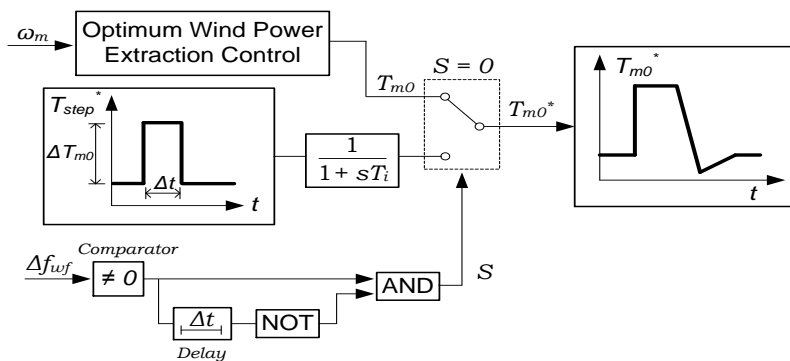 ω_m
Optimum Wind Power
Extraction Control
S = 0
T_m0
T_m0*
T_m0*
t
T_step*
ΔT_m0
Δt
t
1
1 + sT_i
Δf_wf
Comparator
≠ 0
AND
S
Δt
NOT
Delay